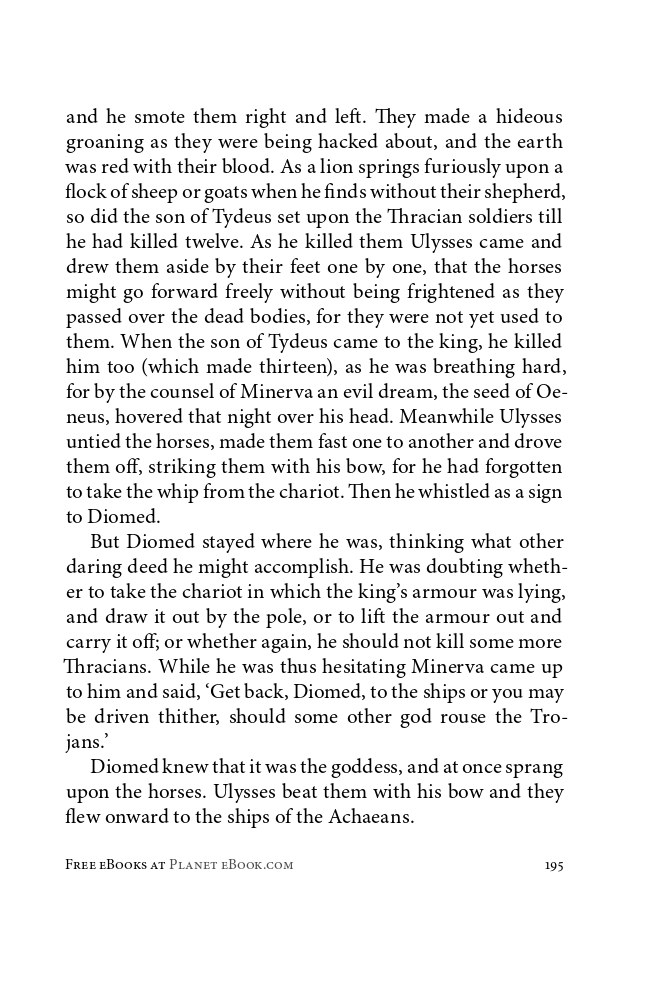 and he smote them right and left. They made a hideous
groaning as they were being hacked about, and the earth
was red with their blood. As a lion springs furiously upon a
flock of sheep or goats when he finds without their shepherd,
so did the son of Tydeus set upon the Thracian soldiers till
he had killed twelve. As he killed them Ulysses came and
drew them aside by their feet one by one, that the horses
might go forward freely without being frightened as they
passed over the dead bodies, for they were not yet used to
them. When the son of Tydeus came to the king, he killed
him too (which made thirteen), as he was breathing hard,
for by the counsel of Minerva an evil dream, the seed of Oe-
neus, hovered that night over his head. Meanwhile Ulysses
untied the horses, made them fast one to another and drove
them off, striking them with his bow, for he had forgotten
to take the whip from the chariot. Then he whistled as a sign
to Diomed.
But Diomed stayed where he was, thinking what other
daring deed he might accomplish. He was doubting wheth-
er to take the chariot in which the king’s armour was lying,
and draw it out by the pole, or to lift the armour out and
carry it off; or whether again, he should not kill some more
Thracians. While he was thus hesitating Minerva came up
to him and said, ‘Get back, Diomed, to the ships or you may
be driven thither, should some other god rouse the Tro-
jans.’
Diomed knew that it was the goddess, and at once sprang
upon the horses. Ulysses beat them with his bow and they
flew onward to the ships of the Achaeans.
Free eBooks at Planet eBook.com 195